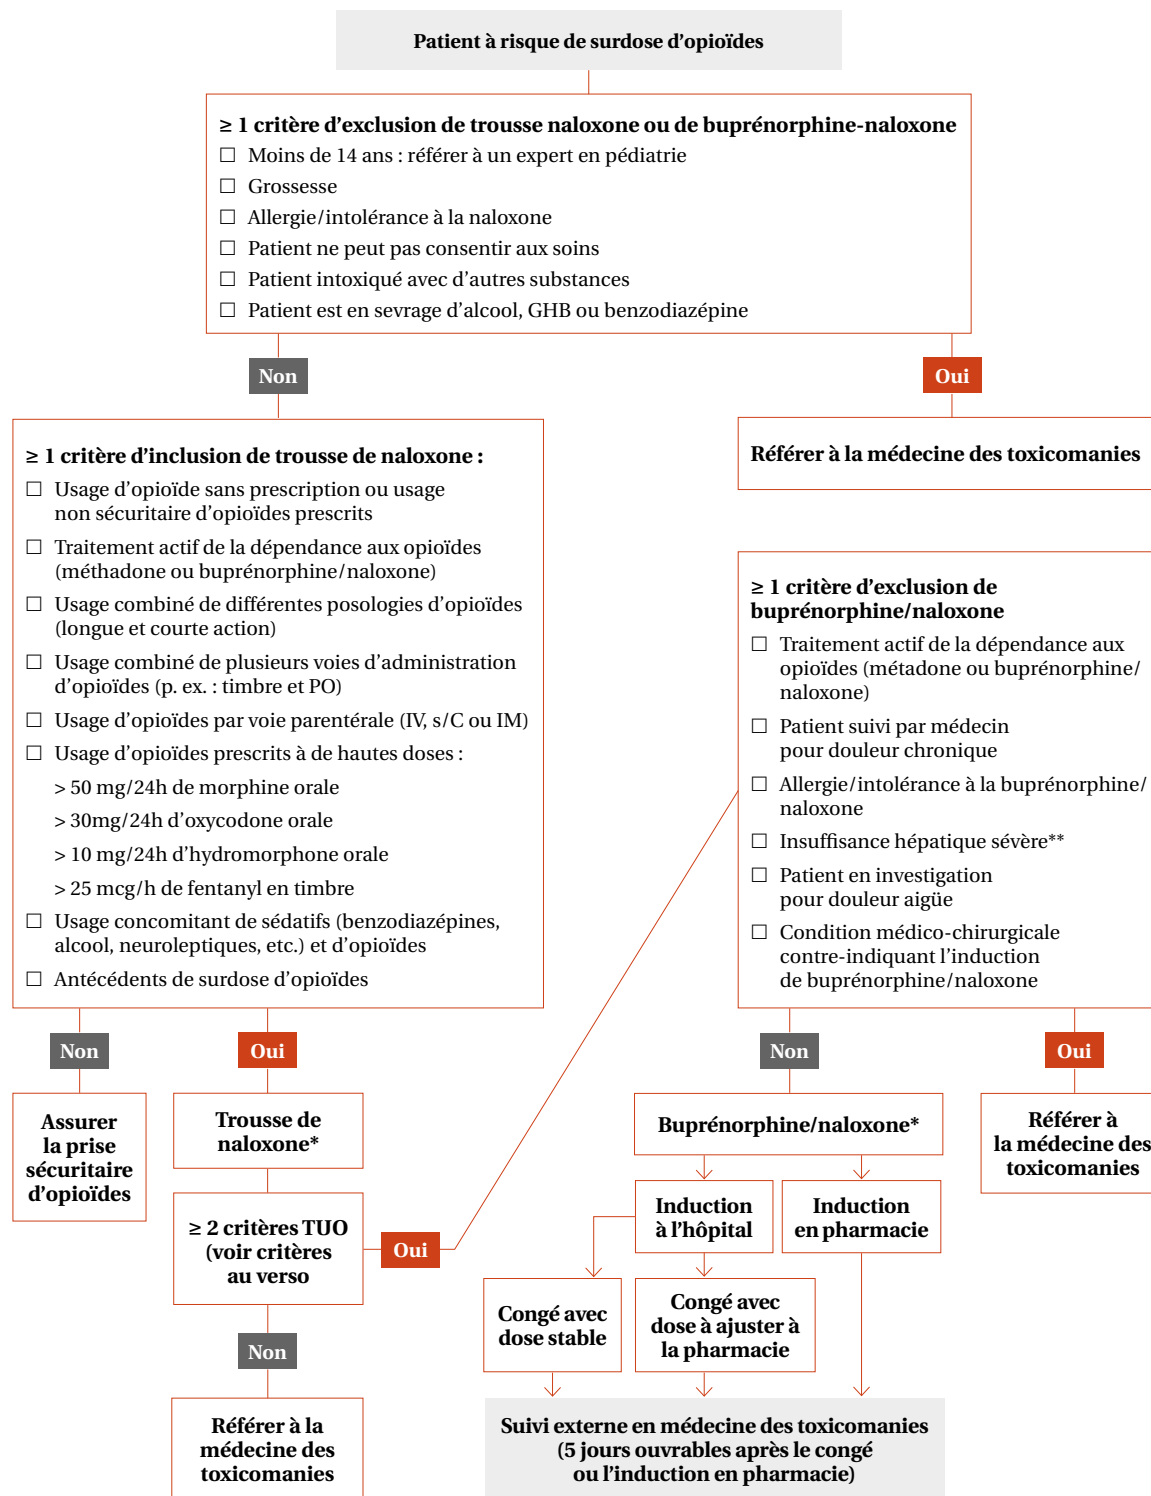 Patient à risque de surdose d'opioïdes
≥ 1 critère d'exclusion de trousse naloxone ou de buprénorphine-naloxone
☐ Moins de 14 ans : référer à un expert en pédiatrie
☐ Grossesse
☐ Allergie/intolérance à la naloxone
☐ Patient ne peut pas consentir aux soins
☐ Patient intoxiqué avec d'autres substances
☐ Patient est en sevrage d'alcool, GHB ou benzodiazépine
Non
Oui
≥ 1 critère d'inclusion de trousse de naloxone :
☐ Usage d'opioïde sans prescription ou usage
non sécuritaire d'opioïdes prescrits
☐ Traitement actif de la dépendance aux opioïdes
(méthadone ou buprénorphine/naloxone)
☐ Usage combiné de différentes posologies d'opioïdes
(longue et courte action)
☐ Usage combiné de plusieurs voies d'administration
d'opioïdes (p. ex. : timbre et PO)
☐ Usage d'opioïdes par voie parentérale (IV, s/C ou IM)
☐ Usage d'opioïdes prescrits à de hautes doses :
> 50 mg/24h de morphine orale
> 30mg/24h d'oxycodone orale
> 10 mg/24h d'hydromorphone orale
> 25 mcg/h de fentanyl en timbre
☐ Usage concomitant de sédatifs (benzodiazépines,
alcool, neuroleptiques, etc.) et d'opioïdes
☐ Antécédents de surdose d'opioïdes
Référer à la médecine des toxicomanies
≥ 1 critère d'exclusion de
buprénorphine/naloxone
☐ Traitement actif de la dépendance aux
opioïdes (métadone ou buprénorphine/
naloxone)
☐ Patient suivi par médecin
pour douleur chronique
☐ Allergie/intolérance à la buprénorphine/
naloxone
☐ Insuffisance hépatique sévère**
☐ Patient en investigation
pour douleur aigüe
☐ Condition médico-chirurgicale
contre-indiquant l'induction
de buprénorphine/naloxone
Non
Oui
Non
Oui
Assurer
la prise
sécuritaire
d'opioïdes
Trousse de
naloxone*
≥ 2 critères TUO
(voir critères
au verso
Oui
Non
Référer à la
médecine des
toxicomanies
Buprénorphine/naloxone*
Référer à
la médecine des
toxicomanies
Induction
à l'hôpital
Induction
en pharmacie
Congé avec
dose stable
Congé avec
dose à ajuster à
la pharmacie
Suivi externe en médecine des toxicomanies
(5 jours ouvrables après le congé
ou l'induction en pharmacie)